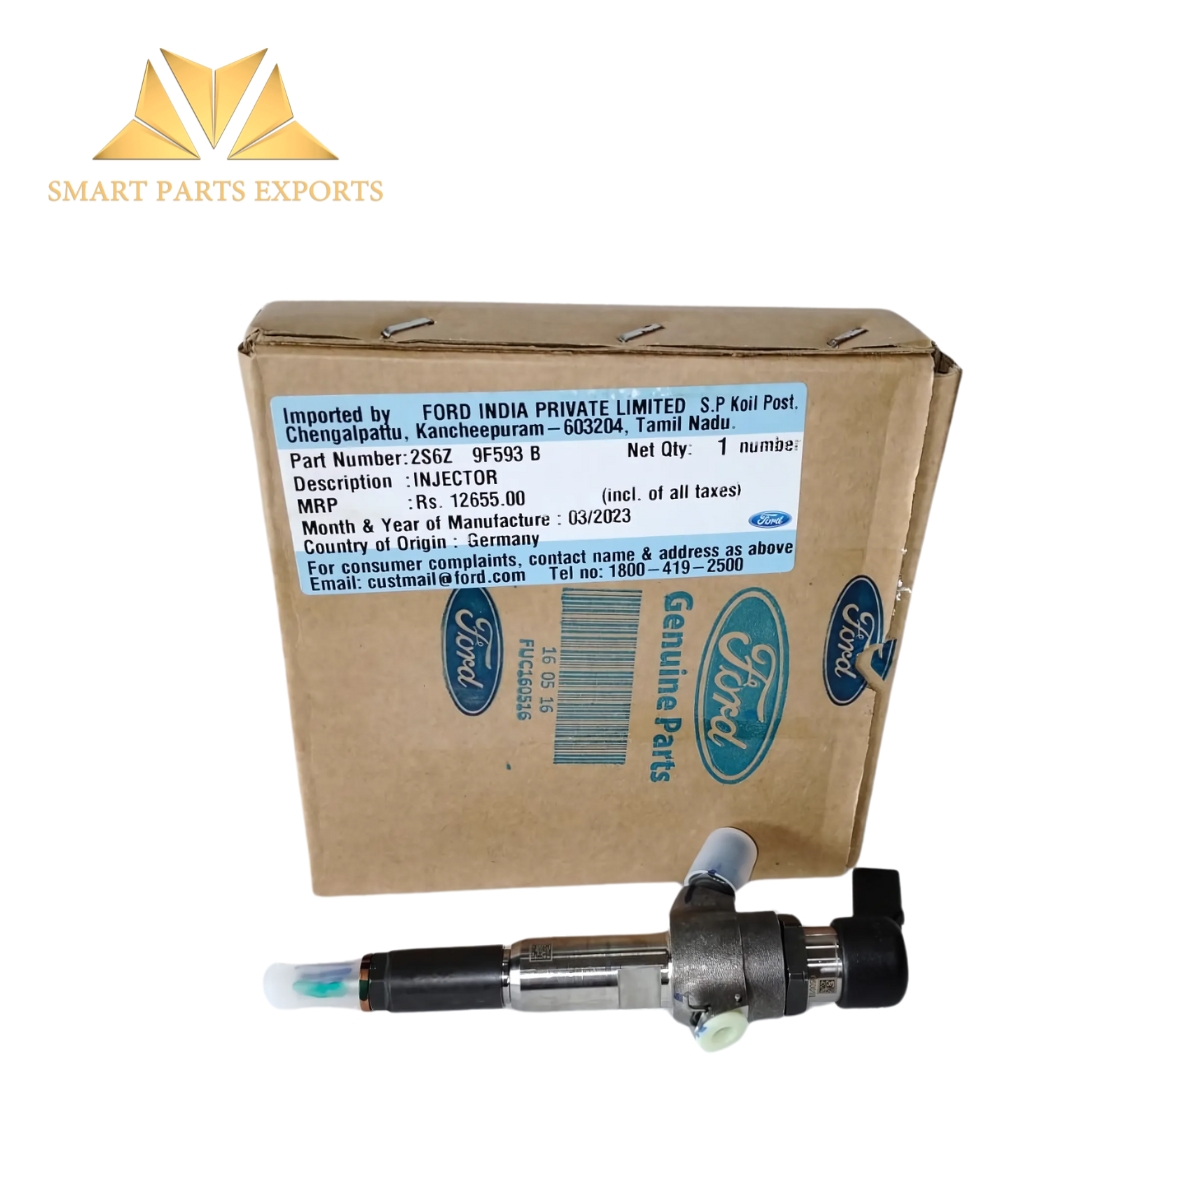 SMART PARTS EXPORTS
Imported by FORD INDIA PRIVATE LIMITED S.P Koil Post.
Chengalpattu, Kancheepuram-603204, Tamil Nadu.
Part Number:2S6Z 9F593 B Net Qty: 1 number
Description :INJECTOR
MRP :Rs. 12655.00 (incl. of all taxes)
Month & Year of Manufacture : 03/2023
Ford
Country of Origin : Germany
For consumer complaints, contact name & address as above
Email: custmail@ford.com Tel no: 1800-419-2500
Ford
16 05 16
FUC160516
Genuine Parts
Ford
Ford